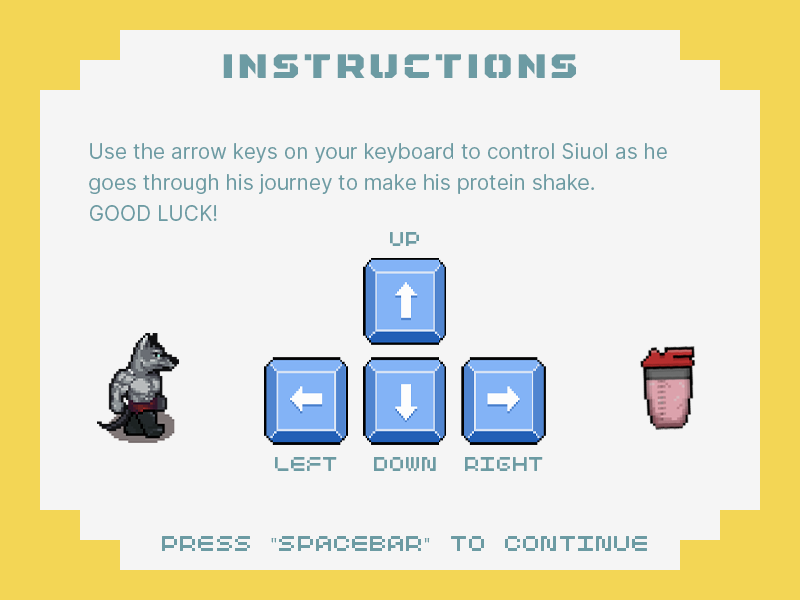 INSTRUCTIONS
Use the arrow keys on your keyboard to control Siuol as he
goes through his journey to make his protein shake.
GOOD LUCK!
UP
LEFT DOWN RIGHT
PRESS "SPACEBAR" TO CONTINUE